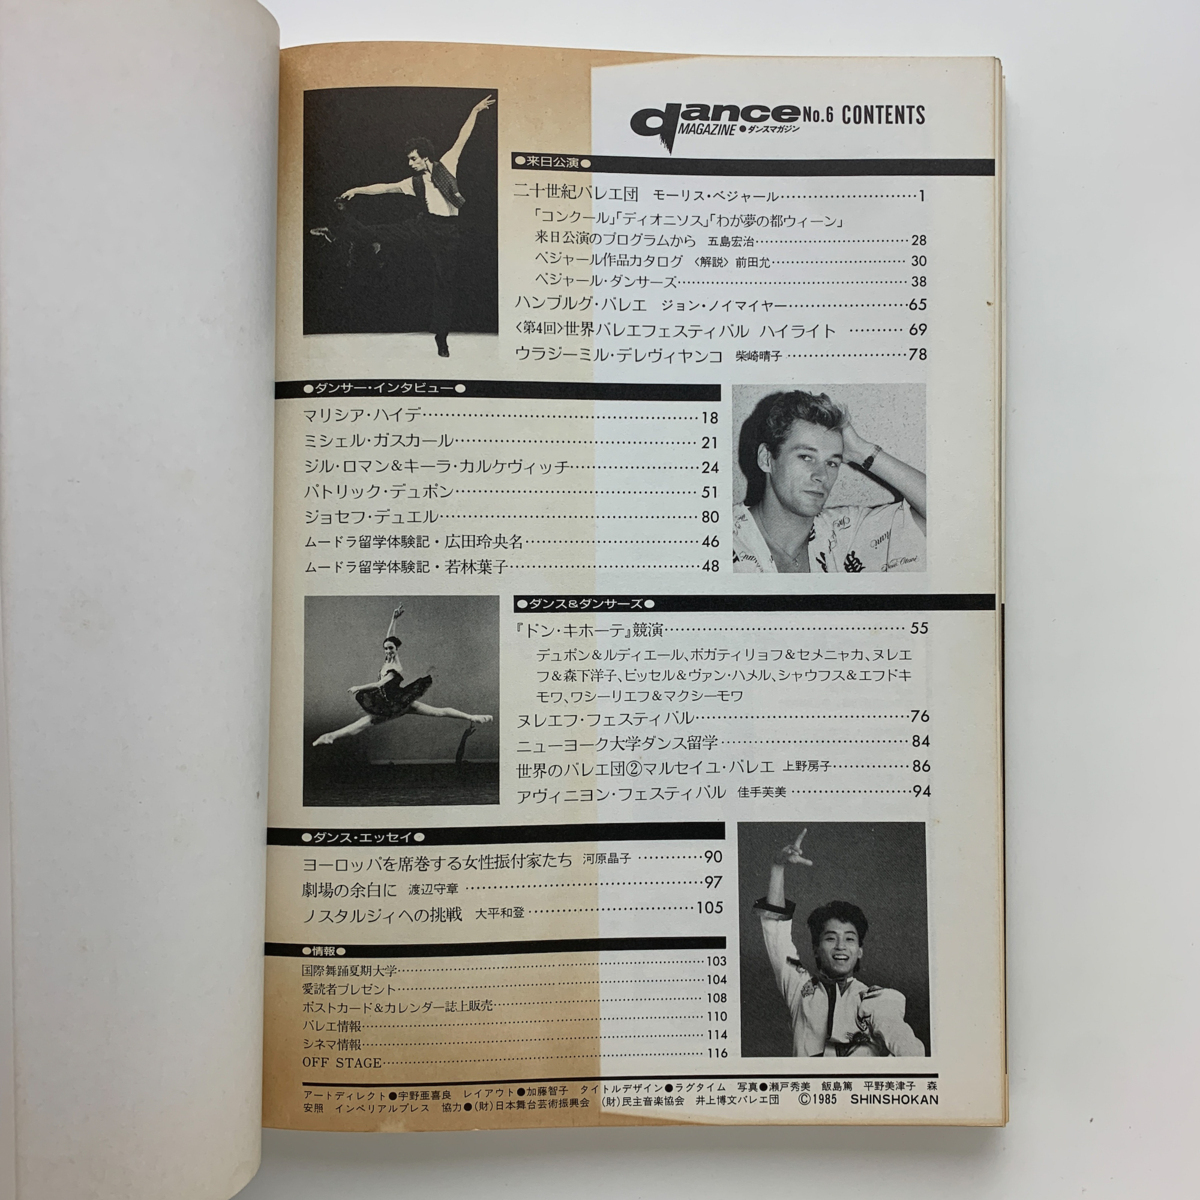 dance No.6 CONTENTS
MAGAZINE ●ダンスマガジン
●来日公演●
二十世紀バレエ団 モーリス・ベジャール……1
「コンクール」「ディオニソス」「わが夢の都ウィーン」
来日公演のプログラムから 五島宏治……28
ベジャール作品カタログ 〈解説〉前田允……30
ベジャール・ダンサーズ……38
ハンブルグ・バレエ ジョン・ノイマイヤー……65
〈第4回〉世界バレエフェスティバル ハイライト……69
ウラジーミル・デレヴィヤンコ 柴崎晴子……78
●ダンサー・インタビュー●
マリシア・ハイデ……18
ミシェル・ガスカール……21
ジル・ロマン&キーラ・カルケヴィッチ……24
パトリック・デュポン……51
ジョセフ・デュエル……80
ムードラ留学体験記・広田玲央名……46
ムードラ留学体験記・若林葉子……48
●ダンス&ダンサーズ●
『ドン・キホーテ』競演……55
デュポン&ルディエール、ボガティリョフ&セメニャカ、ヌレエ
フ&森下洋子、ビッセル&ヴァン・ハメル、シャウフス&エフドキ
モワ、ワシーリエフ&マクシーモワ
ヌレエフ・フェスティバル……76
ニューヨーク大学ダンス留学……84
世界のバレエ団②マルセイユ・バレエ 上野房子……86
アヴィニヨン・フェスティバル 佳手芙美……94
●ダンス・エッセイ●
ヨーロッパを席巻する女性振付家たち 河原晶子……90
劇場の余白に 渡辺守章……97
ノスタルジィへの挑戦 大平和登……105
●情報●
国際舞踊夏期大学……103
愛読者プレゼント……104
ポストカード&カレンダー誌上販売……108
バレエ情報……110
シネマ情報……114
OFF STAGE……116
アートディレクト●宇野亜喜良 レイアウト●加藤智子 タイトルデザイン●ラグタイム 写真●瀬戸秀美 飯島篤 平野美津子 森
安照 インペリアルプレス 協力●(財)日本舞台芸術振興会 (財)民主音楽協会 井上博文バレエ団 ©1985 SHINSHOKAN